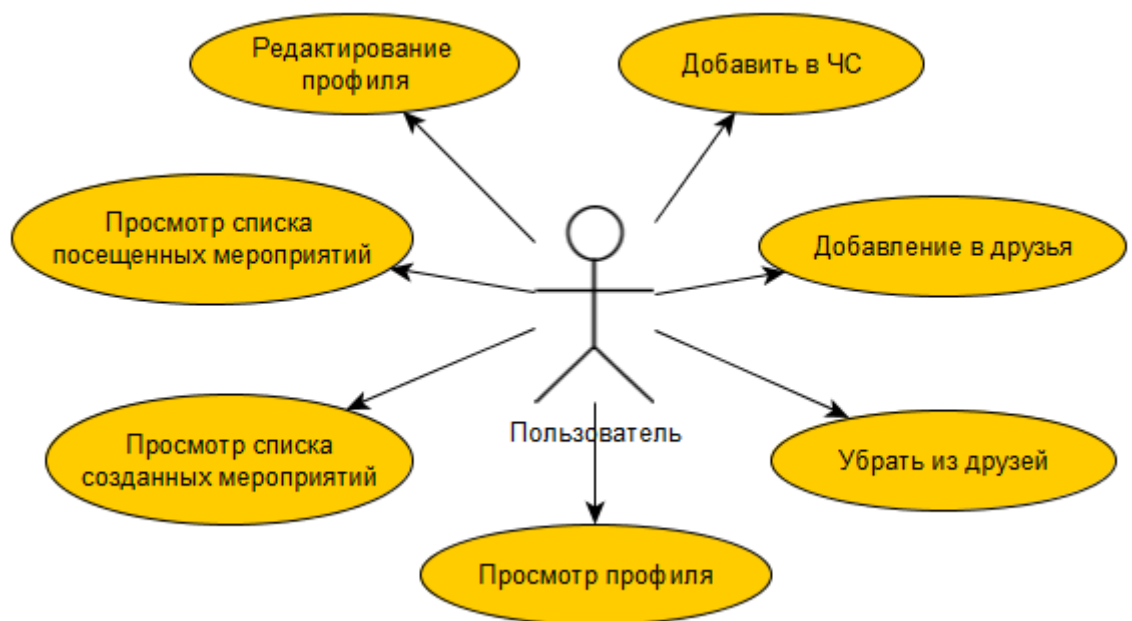 Редактирование
профиля
Добавить в ЧС
Просмотр списка
посещенных мероприятий
Добавление в друзья
Просмотр списка
созданных мероприятий
Пользователь
Убрать из друзей
Просмотр профиля